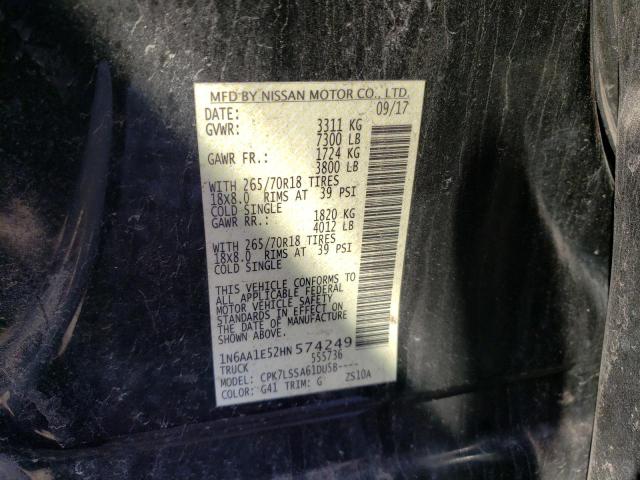 MFD BY NISSAN MOTOR CO., LTD.
DATE: 09/17
GVWR: 3311 KG
7300 LB
GAWR FR.: 1724 KG
3800 LB
WITH 265/70R18 TIRES
18X8.0 RIMS AT 39 PSI
COLD SINGLE
GAWR RR.: 1820 KG
4012 LB
WITH 265/70R18 TIRES
18X8.0 RIMS AT 39 PSI
COLD SINGLE
THIS VEHICLE CONFORMS TO
ALL APPLICABLE FEDERAL
MOTOR VEHICLE SAFETY
STANDARDS IN EFFECT ON
THE DATE OF MANUFACTURE
SHOWN ABOVE.
1N6AA1E52HN574249
TRUCK 555736
MODEL: CPK7LSSA61DU5B----
COLOR: G41 TRIM: G ZS10A